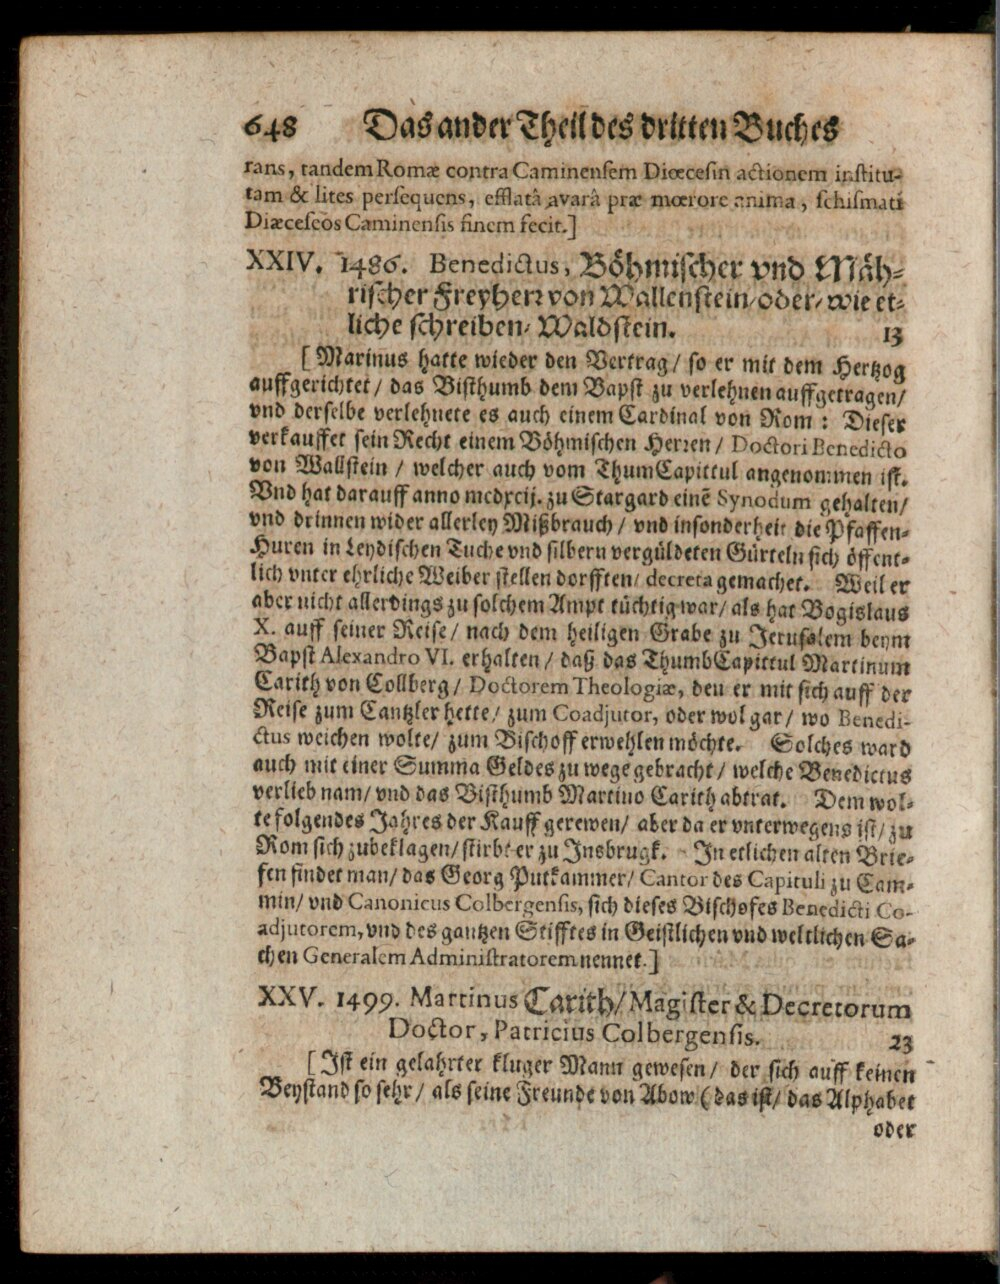 648 Das ander Theil des dritten Buches
rans, tandem Romæ contra Caminensem Diœcesin actionem institu-
tam & lites persequens, efflatâ avarâ præ mœrore anima, schismati
Diæceseôs Caminensis finem fecit.]
XXIV. 1486. Benedictus, Böhmischer vnd Mäh-
rischer Freyherr von Wallenstein/ oder/ wie et-
liche schreiben/ Waldstein. 13
[Marinus hatte wieder den Vertrag/ so er mit dem Hertzog
auffgerichtet/ das Bisthumb dem Bapst zu verlehnen auffgetragen/
vnd derselbe verlehnete es auch einem Cardinal von Rom: Dieser
verkauffet sein Recht einem Böhmischen Herren/ Doctori Benedicto
von Wallstein/ welcher auch vom ThumCapittul angenommen ist.
Vnd hat darauff anno mcdxcij. zu Stargard einē Synodum gehalten/
vnd drinnen wider allerley Mißbrauch/ vnd insonderheit die Pfaffen-
Huren in Leydischen Tuche vnd silbern vergüldeten Gürteln sich öffent-
lich vnter ehrliche Weiber stellen dorfften/ decreta gemachet. Weil er
aber nicht allerdings zu solchem Ampt tüchtig war/ als hat Bogislaus
X. auff seiner Reise/ nach dem heiligen Grabe zu Jerusalem beym
Bapst Alexandro VI. erhalten/ daß das ThumbCapittul Martinum
Carith von Collberg/ Doctorem Theologiæ, den er mit sich auff der
Reise zum Cantzler hette/ zum Coadjutor, oder wol gar/ wo Benedi-
ctus weichen wolte/ zum Bischoff erwehlen möchte. Solches ward
auch mit einer Summa Geldes zu wege gebracht/ welche Benedictus
verlieb nam/ vnd das Bisthumb Martino Carith abtrat. Dem wol-
te folgendes Jahres der Kauff gerewen/ aber da er vnterwegens ist/ zu
Rom sich zubeklagen/ stirbt er zu Insbrugk. In etlichen alten Brie-
fen findet man/ das Georg Putkammer/ Cantor des Capituli zu Cam-
min/ vnd Canonicus Colbergensis, sich dieses Bischofes Benedicti Co-
adjutorem, vnd des gantzen Stifftes in Geistlichen vnd weltlichen Sa-
chen Generalem Administratorem nennet.]
XXV. 1499. Martinus Carith/ Magister & Decretorum
Doctor, Patricius Colbergensis. 23
[Ist ein gelahrter kluger Mann gewesen/ der sich auff keinen
Beystand so sehr/ als seine Freunde von Abow (das ist/ das Alphabet
oder